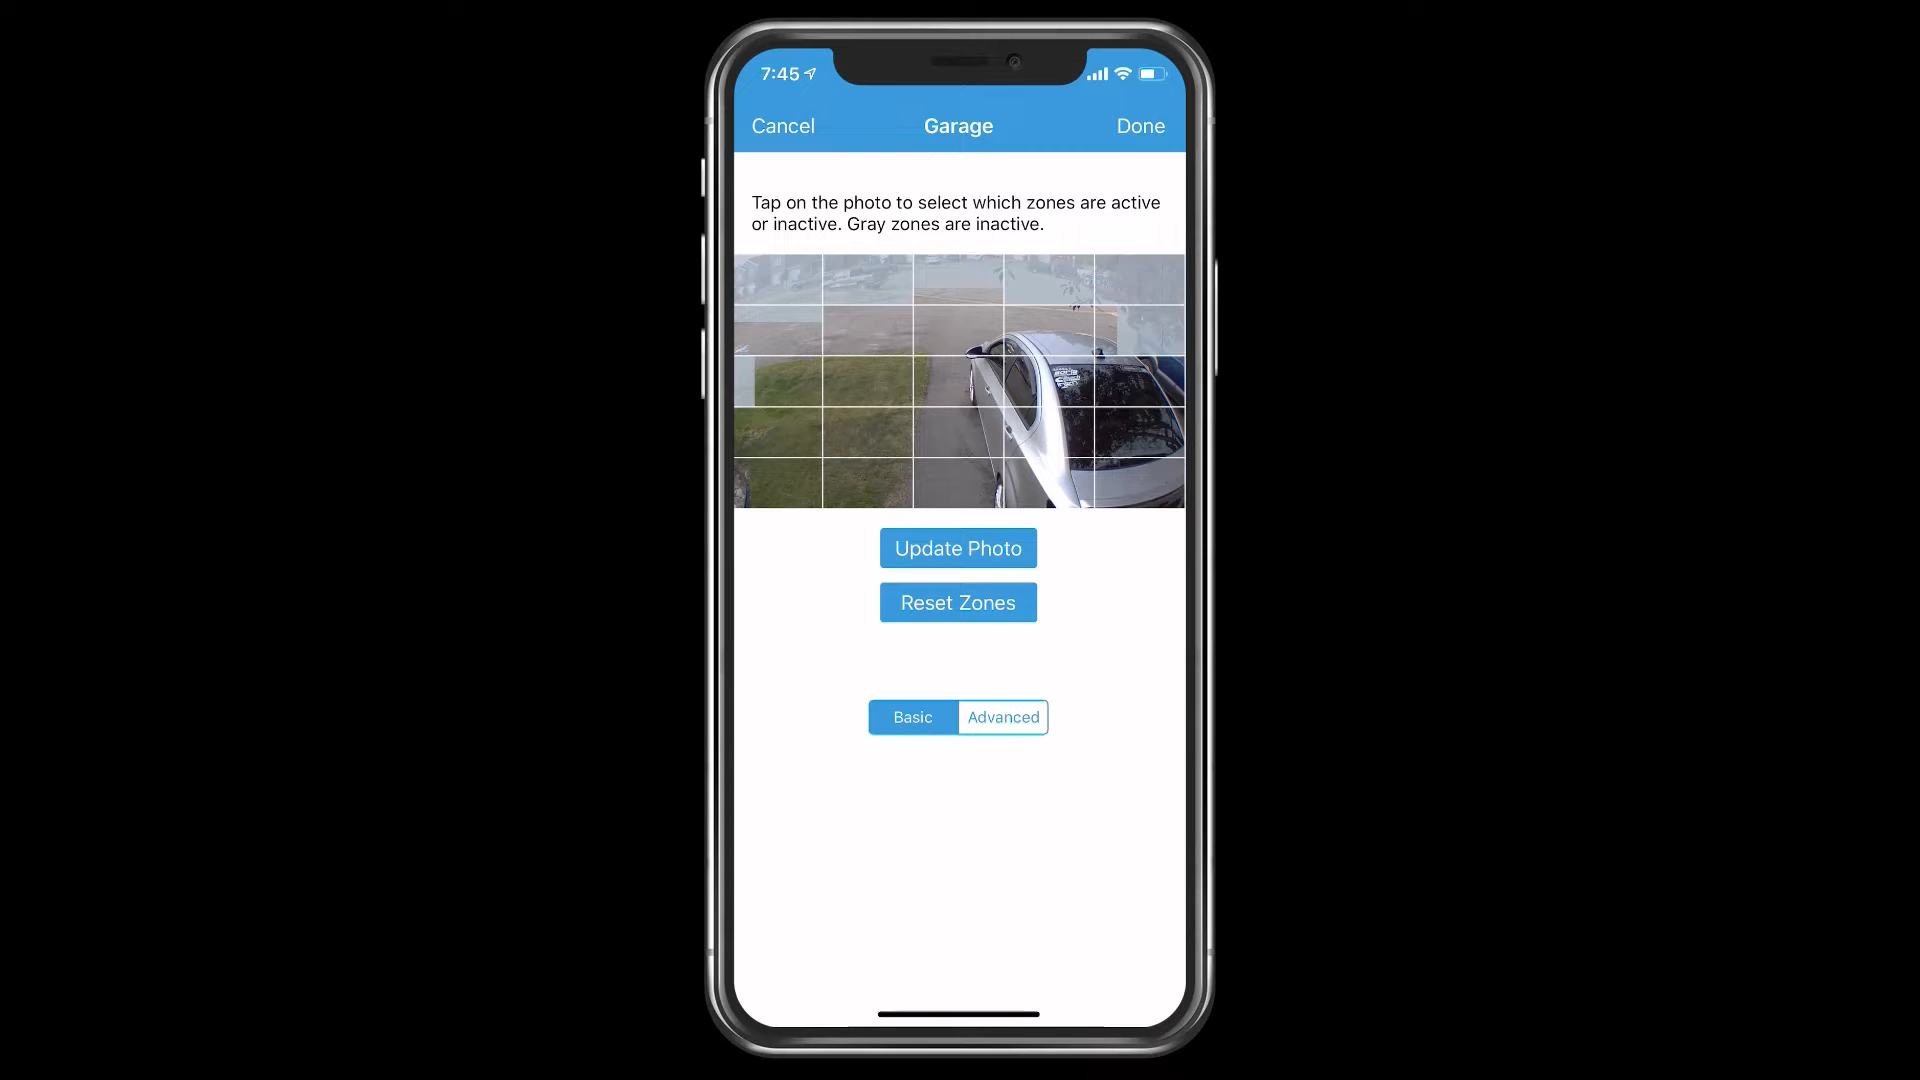 7:45
Cancel Garage Done
Tap on the photo to select which zones are active
or inactive. Gray zones are inactive.
Update Photo
Reset Zones
Basic Advanced